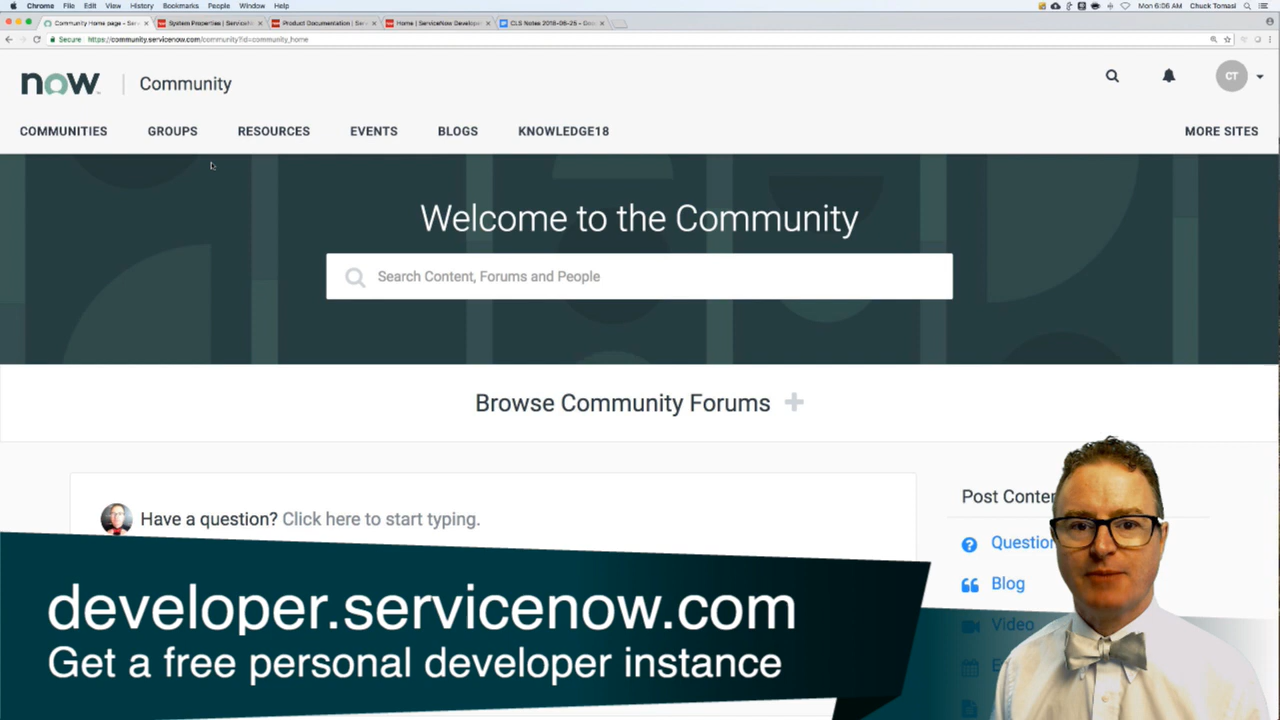 Chrome File Edit View History Bookmarks People Window Help
Mon 6:06 AM Chuck Tomasi
Community Home page - Serv
System Properties | ServiceN
Product Documentation | Serv
Home | ServiceNow Develope
CLS Notes 2018-06-25 - Goo
Secure https://community.servicenow.com/community?id=community_home
now
Community
CT
COMMUNITIES GROUPS RESOURCES EVENTS BLOGS KNOWLEDGE18 MORE SITES
Welcome to the Community
Search Content, Forums and People
Browse Community Forums
Have a question? Click here to start typing.
Post Conten
Question
Blog
Video
developer.servicenow.com
Get a free personal developer instance